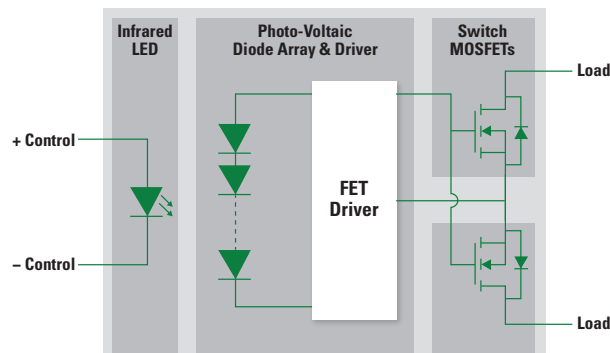 Infrared
LED
Photo-Voltaic
Diode Array & Driver
Switch
MOSFETs
Load
+ Control
FET
Driver
– Control
Load